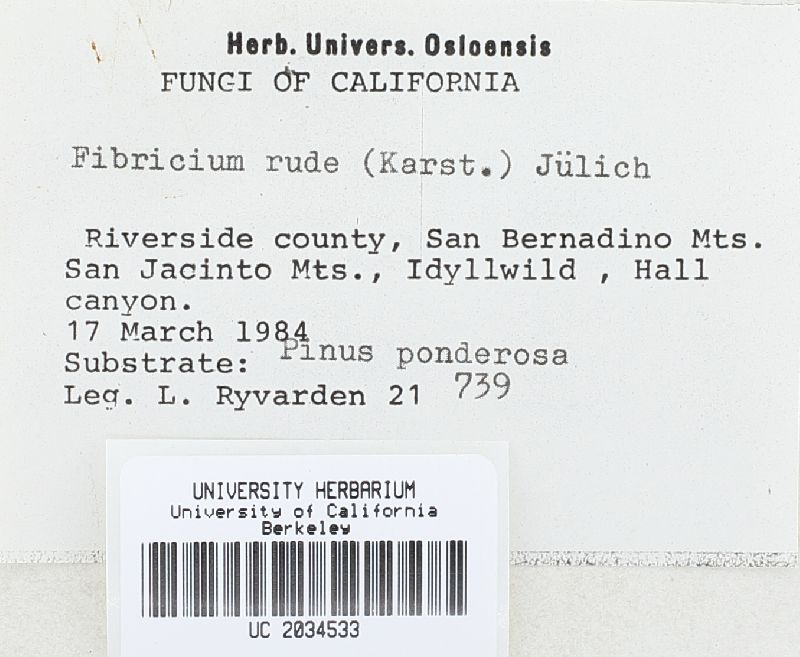 Herb. Univers. Osloensis
FUNGI OF CALIFORNIA
Fibricium rude (Karst.) Jülich
Riverside county, San Bernadino Mts.
San Jacinto Mts., Idyllwild , Hall
canyon.
17 March 1984
Substrate: Pinus ponderosa
Leg. L. Ryvarden 21 739
UNIVERSITY HERBARIUM
University of California
Berkeley
UC 2034533